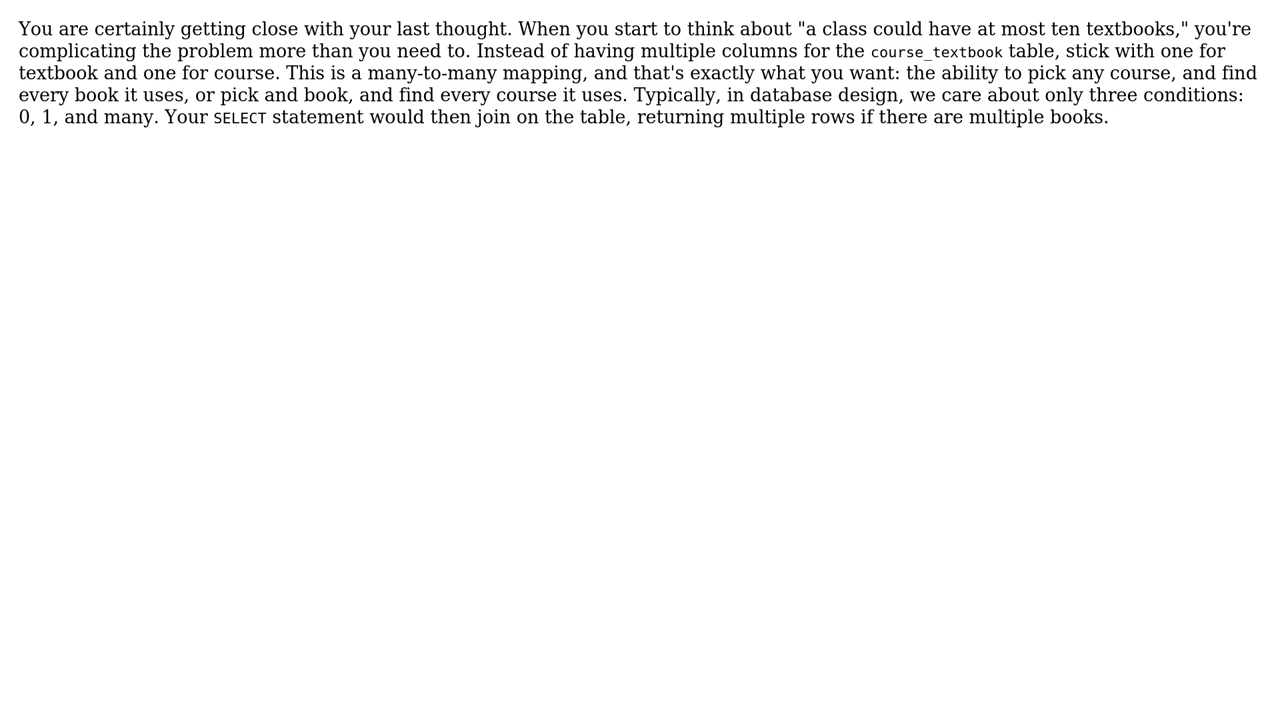 You are certainly getting close with your last thought. When you start to think about "a class could have at most ten textbooks," you're
complicating the problem more than you need to. Instead of having multiple columns for the course_textbook table, stick with one for
textbook and one for course. This is a many-to-many mapping, and that's exactly what you want: the ability to pick any course, and find
every book it uses, or pick and book, and find every course it uses. Typically, in database design, we care about only three conditions:
0, 1, and many. Your SELECT statement would then join on the table, returning multiple rows if there are multiple books.